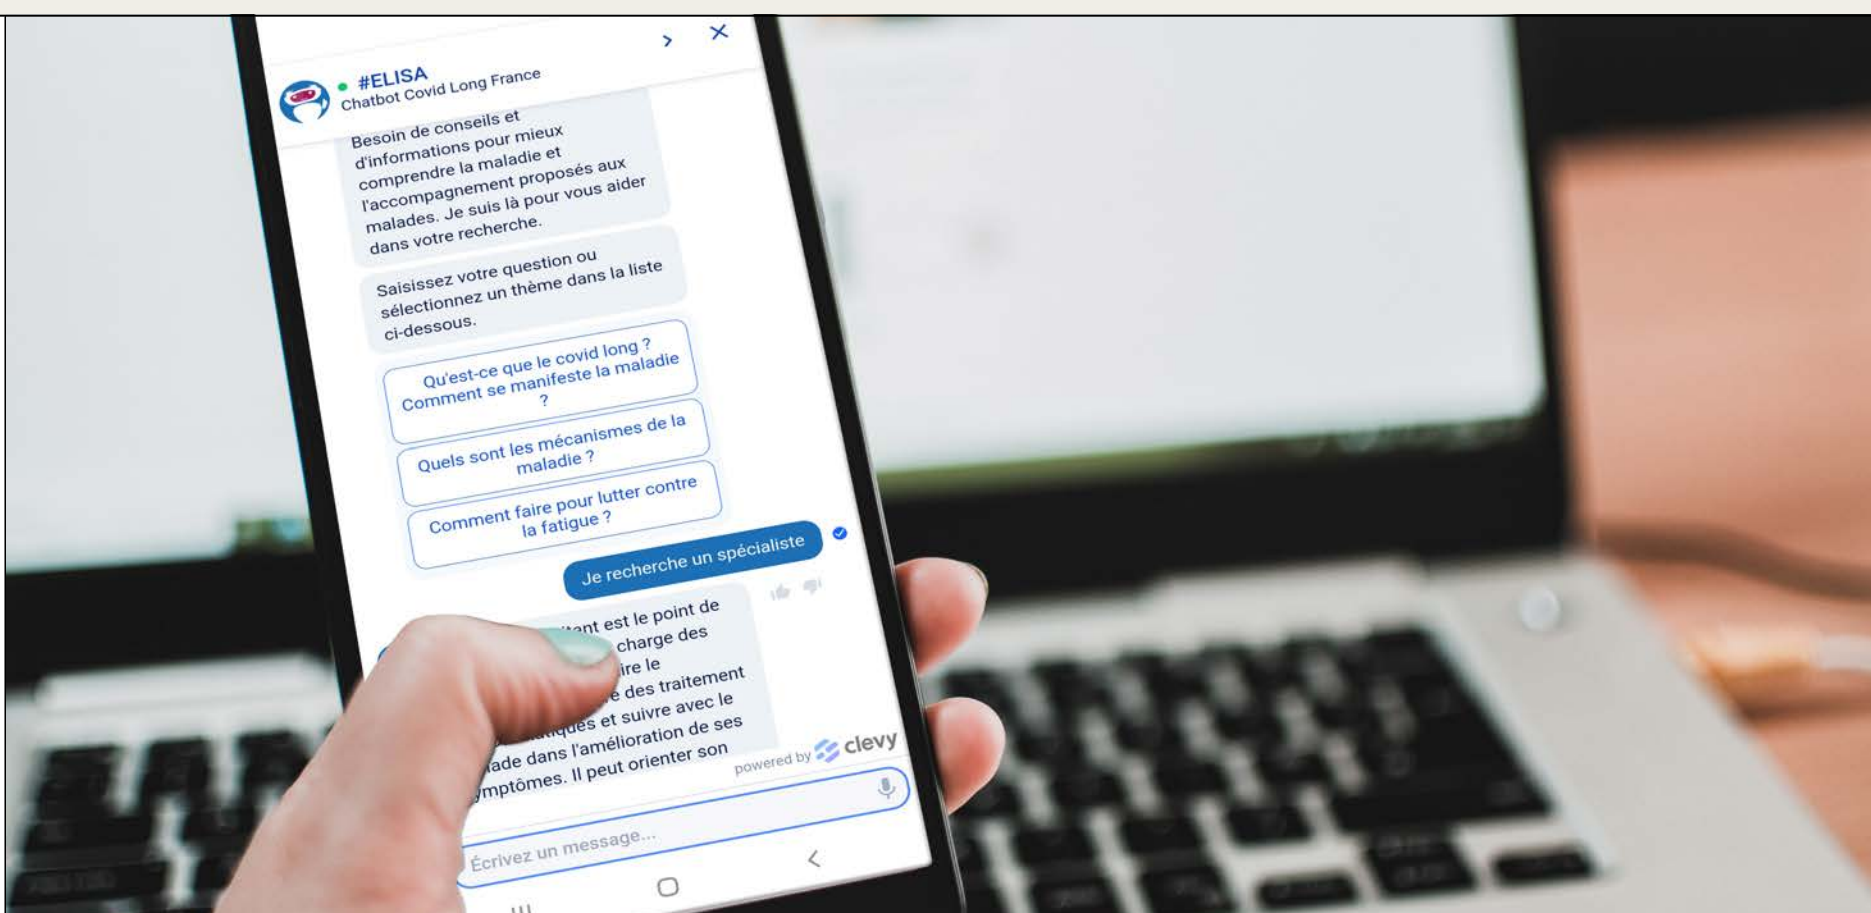 #ELISA
Chatbot Covid Long France
Besoin de conseils et
d'informations pour mieux
comprendre la maladie et
l'accompagnement proposés aux
malades. Je suis là pour vous aider
dans votre recherche.
Saisissez votre question ou
sélectionnez un thème dans la liste
ci-dessous.
Qu'est-ce que le covid long ?
Comment se manifeste la maladie
?
Quels sont les mécanismes de la
maladie ?
Comment faire pour lutter contre
la fatigue ?
Je recherche un spécialiste
est le point de
charge des
le
des traitement
et suivre avec le
dans l'amélioration de ses
Il peut orienter son
powered by clevy
Écrivez un message...